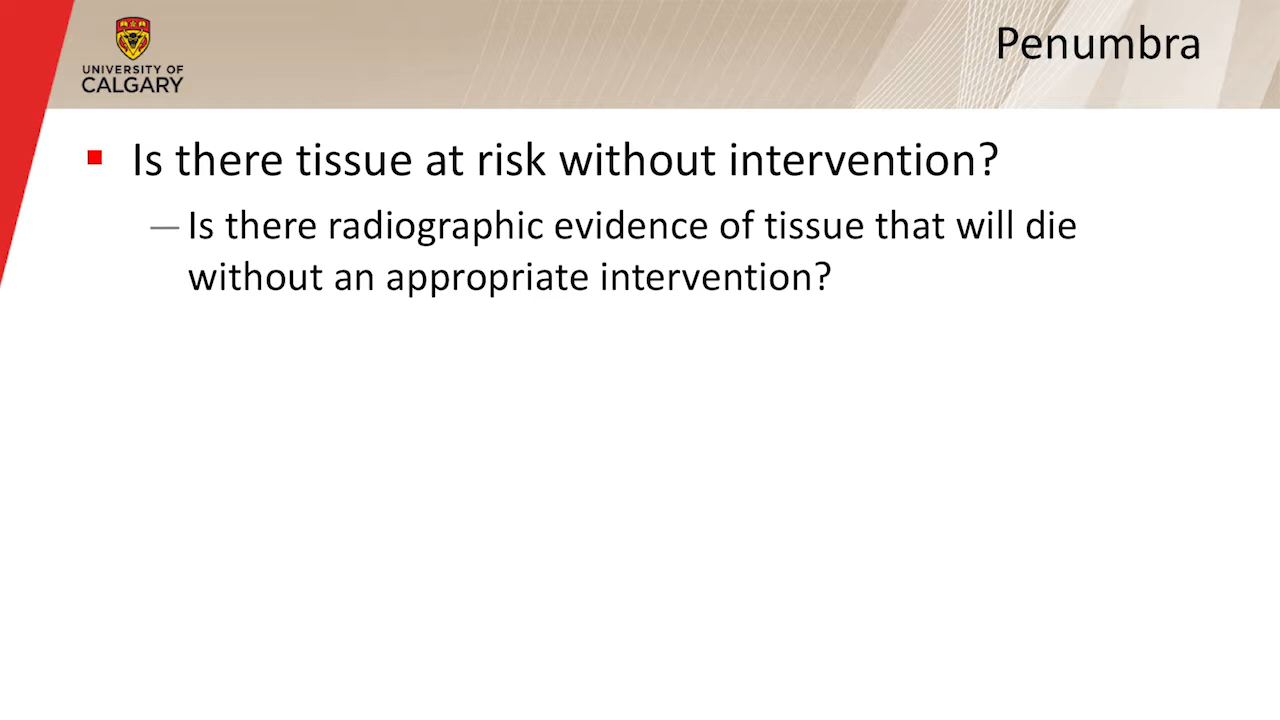 UNIVERSITY OF
CALGARY
Penumbra
Is there tissue at risk without intervention?
— Is there radiographic evidence of tissue that will die
without an appropriate intervention?